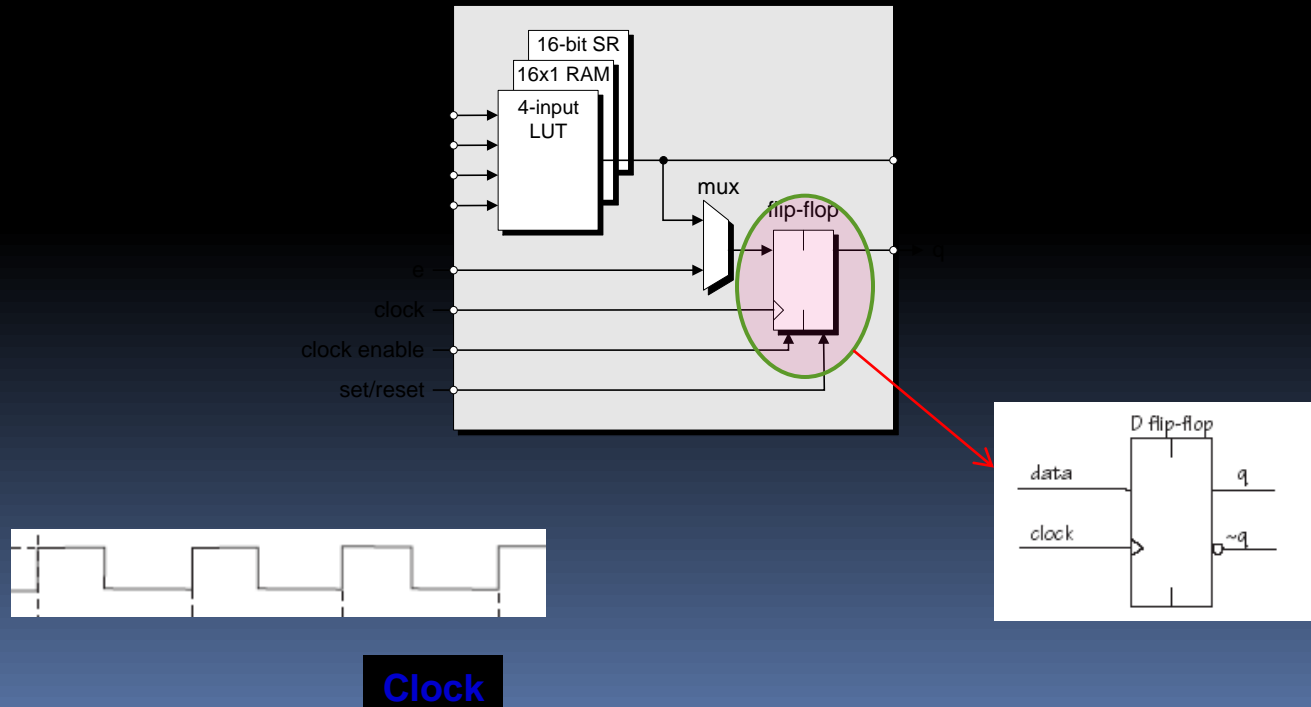 16-bit SR
16x1 RAM
4-input
LUT
mux
flip-flop
q
e
clock
clock enable
set/reset
D flip-flop
data
q
clock
~q
Clock